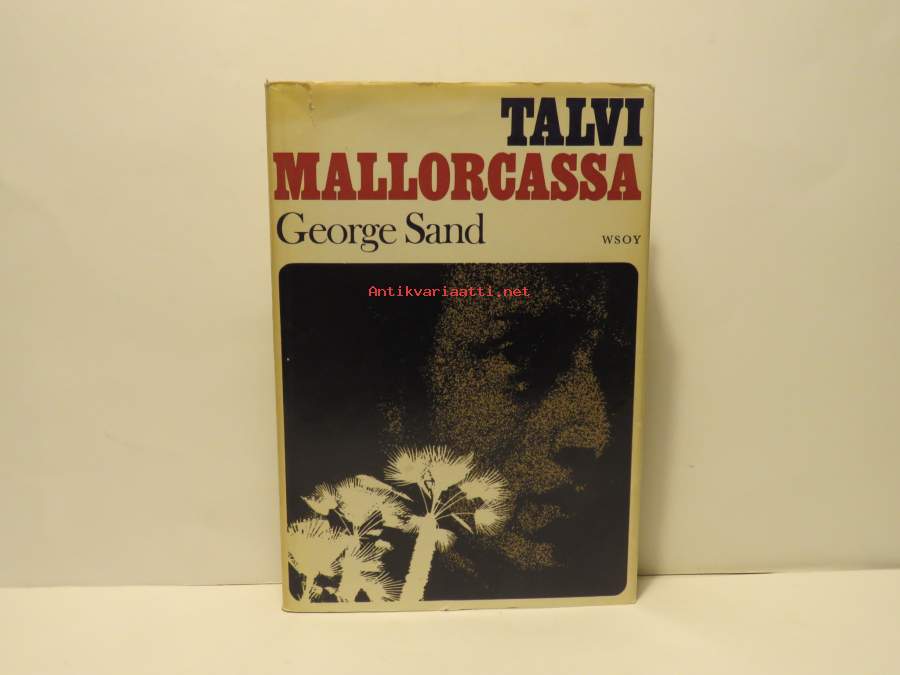 TALVI
MALLORCASSA
George Sand
WSOY
Antikvariaatti.net